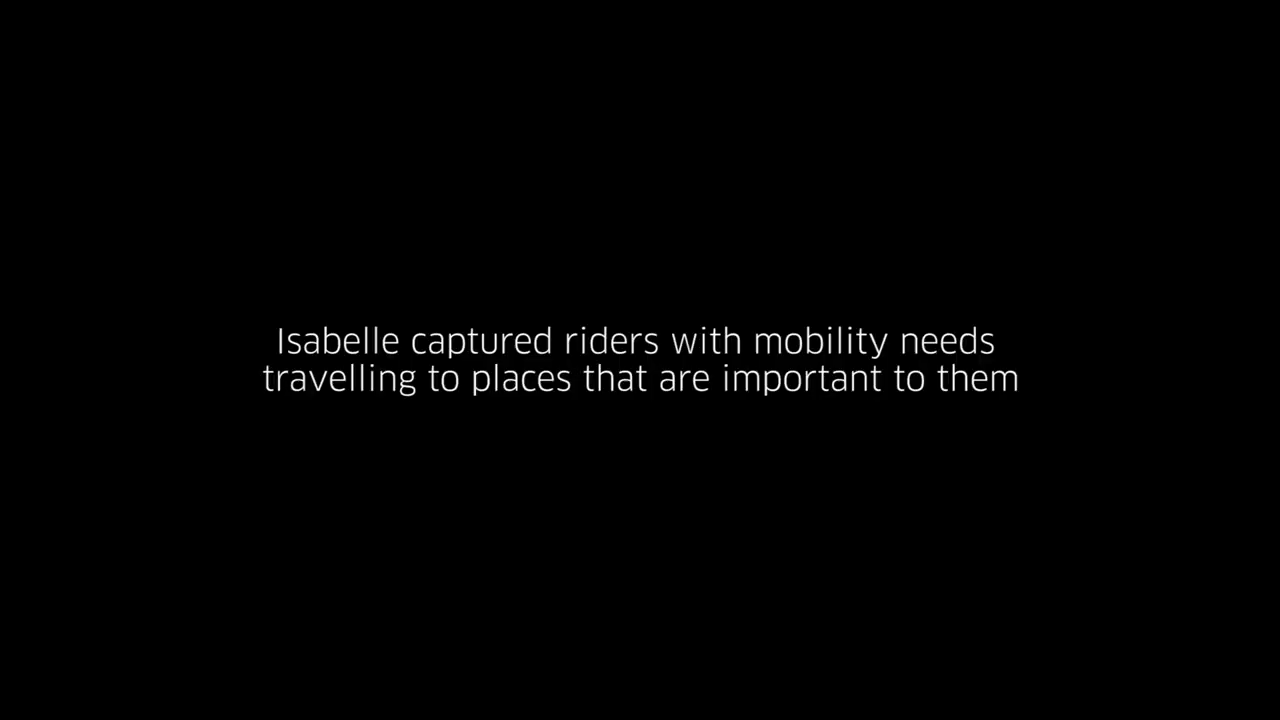 Isabelle captured riders with mobility needs
travelling to places that are important to them